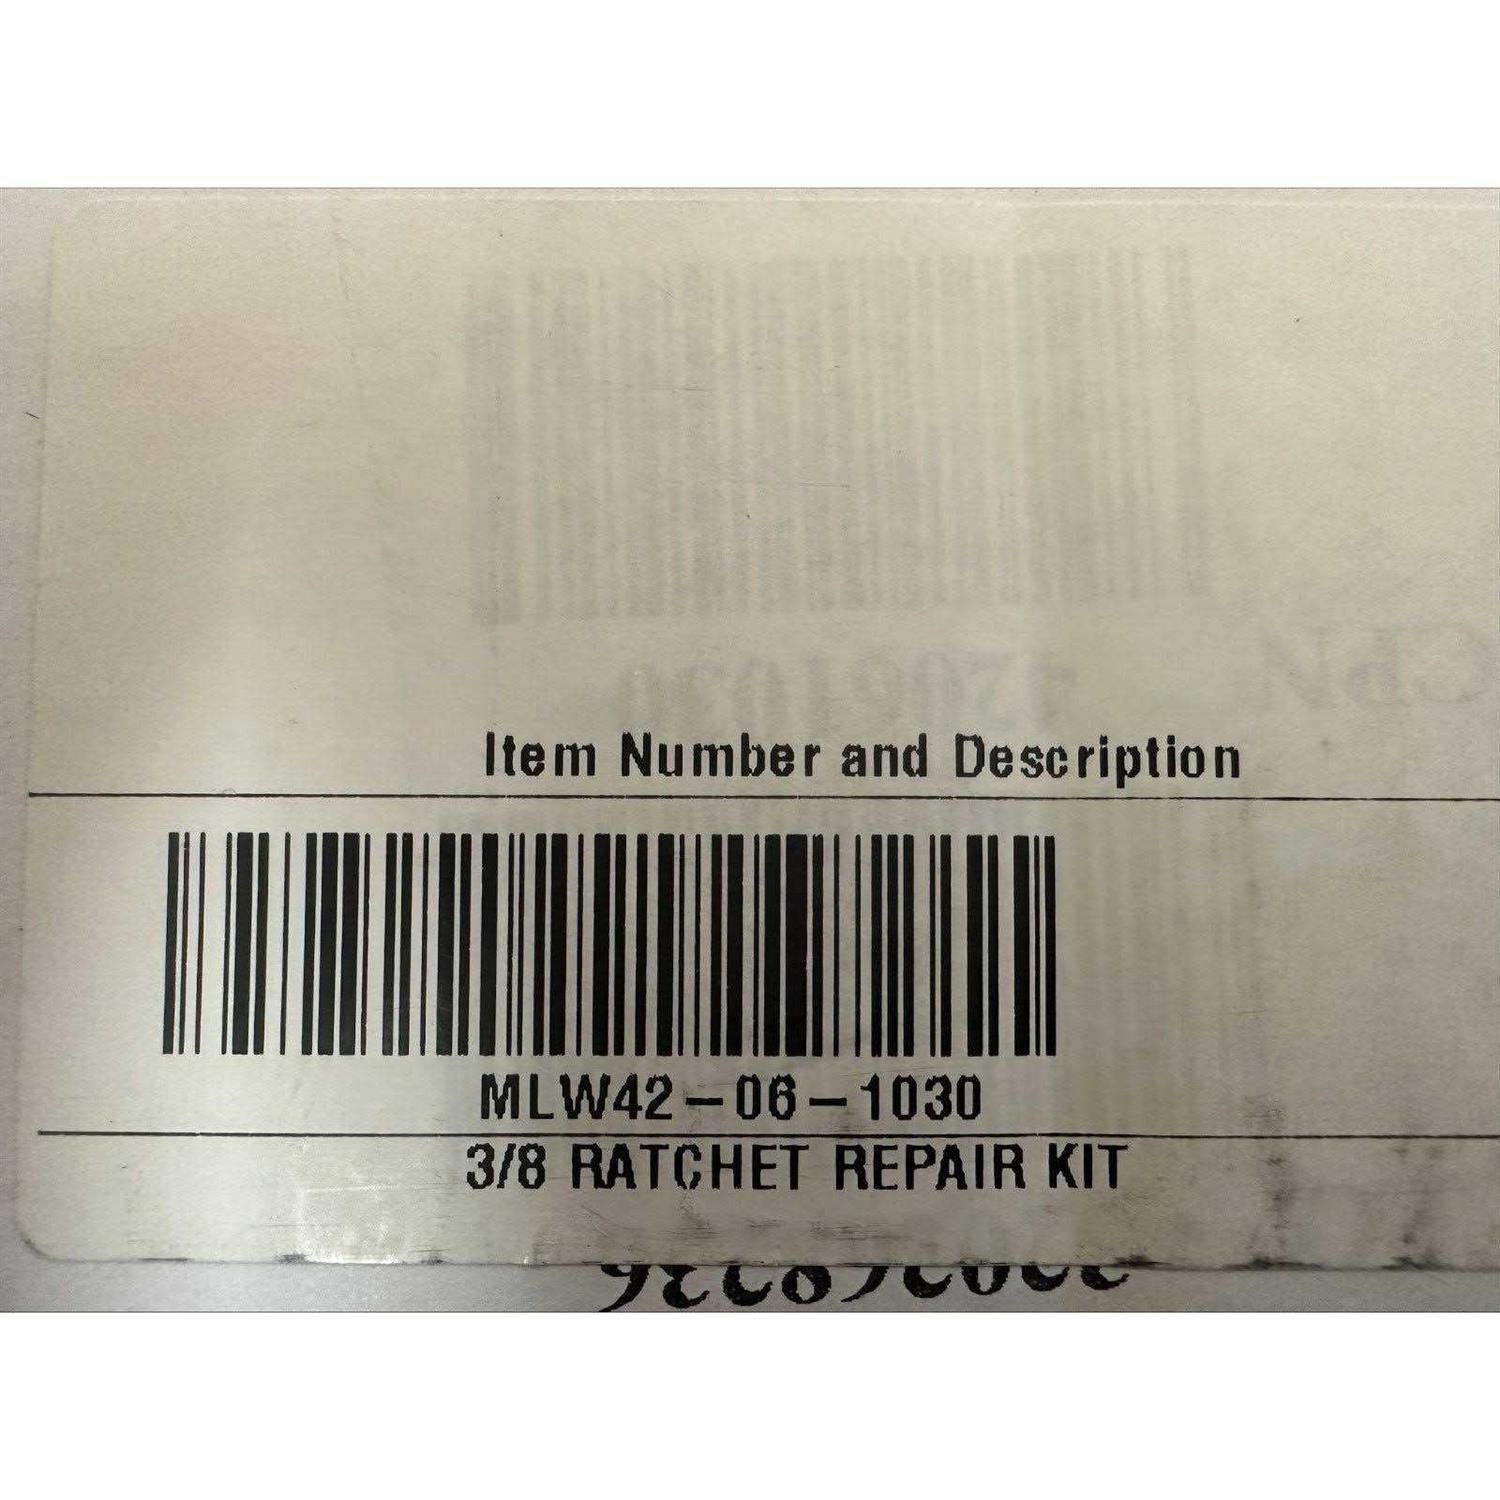 Item Number and Description
MLW42-06-1030
3/8 RATCHET REPAIR KIT